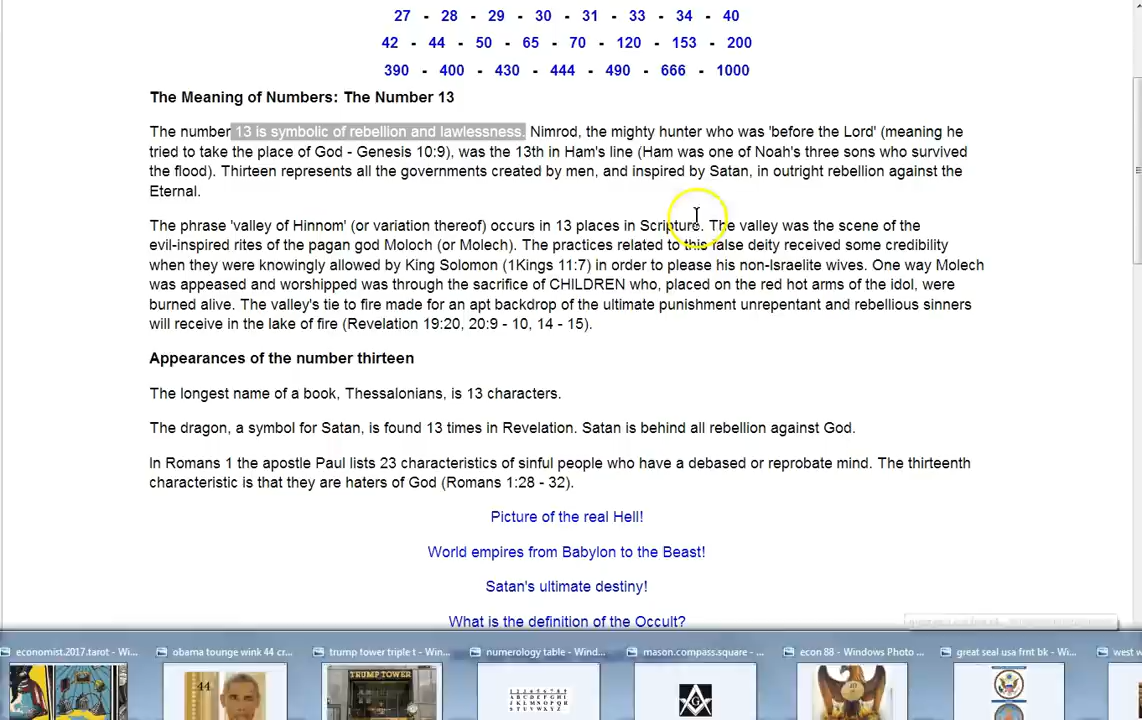 27 - 28 - 29 - 30 - 31 - 33 - 34 - 40
42 - 44 - 50 - 65 - 70 - 120 - 153 - 200
390 - 400 - 430 - 444 - 490 - 666 - 1000
The Meaning of Numbers: The Number 13
The number 13 is symbolic of rebellion and lawlessness. Nimrod, the mighty hunter who was 'before the Lord' (meaning he
tried to take the place of God - Genesis 10:9), was the 13th in Ham's line (Ham was one of Noah's three sons who survived
the flood). Thirteen represents all the governments created by men, and inspired by Satan, in outright rebellion against the
Eternal.
The phrase 'valley of Hinnom' (or variation thereof) occurs in 13 places in Scripture. The valley was the scene of the
evil-inspired rites of the pagan god Moloch (or Molech). The practices related to this false deity received some credibility
when they were knowingly allowed by King Solomon (1Kings 11:7) in order to please his non-Israelite wives. One way Molech
was appeased and worshipped was through the sacrifice of CHILDREN who, placed on the red hot arms of the idol, were
burned alive. The valley's tie to fire made for an apt backdrop of the ultimate punishment unrepentant and rebellious sinners
will receive in the lake of fire (Revelation 19:20, 20:9 - 10, 14 - 15).
Appearances of the number thirteen
The longest name of a book, Thessalonians, is 13 characters.
The dragon, a symbol for Satan, is found 13 times in Revelation. Satan is behind all rebellion against God.
In Romans 1 the apostle Paul lists 23 characteristics of sinful people who have a debased or reprobate mind. The thirteenth
characteristic is that they are haters of God (Romans 1:28 - 32).
Picture of the real Hell!
World empires from Babylon to the Beast!
Satan's ultimate destiny!
What is the definition of the Occult?
economist.2017.tarot - Wi... obama tounge wink 44 cr... trump tower triple t - Wi... numerology table - Wind... mason.compass.square - ... econ 88 - Windows Photo ... great seal usa frnt bk - Wi... west w
44
TRUMP TOWER
1 2 3 4 5 6 7 8 9
A B C D E F G H I
J K L M N O P Q R
S T U V W X Y Z
G